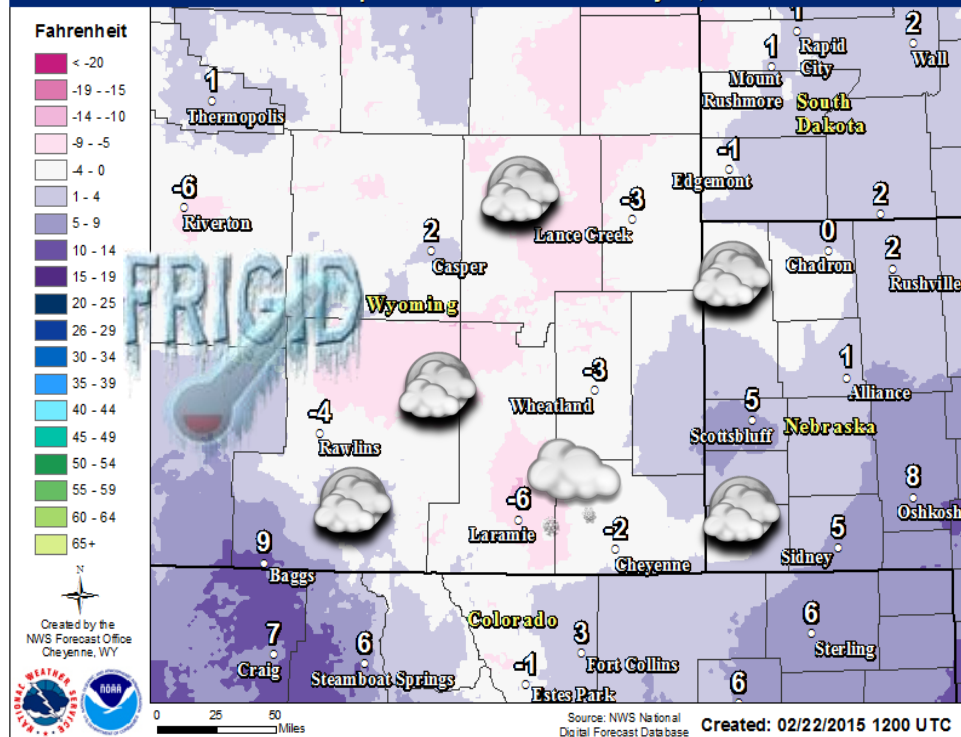 Fahrenheit
< -20
-19 - -15
-14 - -10
-9 - -5
-4 - 0
1 - 4
5 - 9
10 - 14
15 - 19
20 - 25
26 - 29
30 - 34
35 - 39
40 - 44
45 - 49
50 - 54
55 - 59
60 - 64
65+
N
Created by the
NWS Forecast Office
Cheyenne, WY
NATIONAL WEATHER SERVICE
NOAA
1
Thermopolis
-6
Riverton
2
Casper
Wyoming
FRIGID
Lance Creek
-3
1
Mount
Rushmore
1
Rapid
City
2
Wall
South
Dakota
-1
Edgemont
2
0
Chadron
2
Rushville
-4
Rawlins
-3
Wheatland
1
Alliance
5
Scottsbluff
Nebraska
8
Oshkosh
-6
Laramie
-2
Cheyenne
5
Sidney
9
Baggs
Colorado
7
Craig
6
Steamboat Springs
-1
Estes Park
3
Fort Collins
6
Sterling
6
0 25 50
Miles
Source: NWS National
Digital Forecast Database
Created: 02/22/2015 1200 UTC